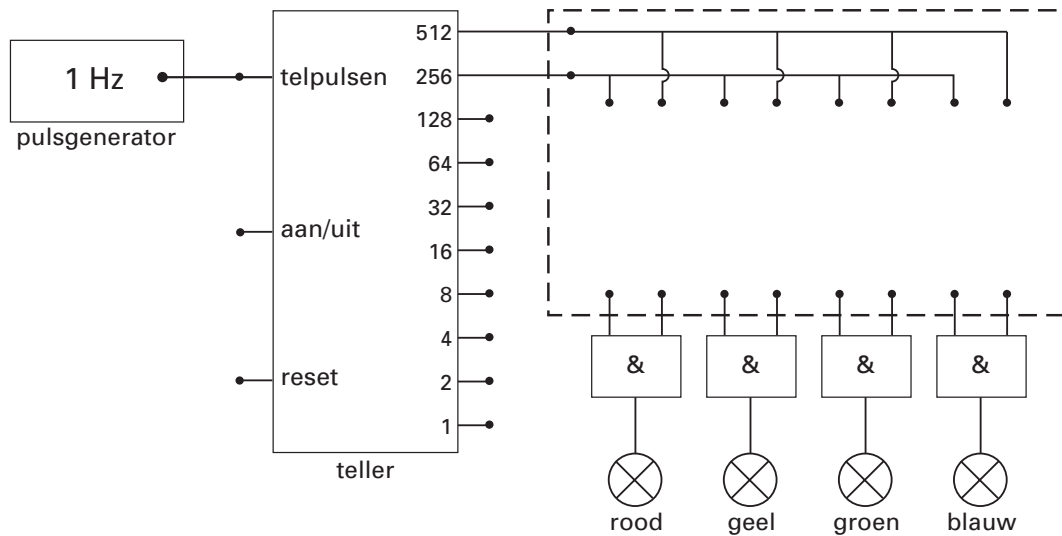 1 Hz
pulsgenerator
telpulsen
aan/uit
reset
512
256
128
64
32
16
8
4
2
1
teller
& & & &
rood geel groen blauw